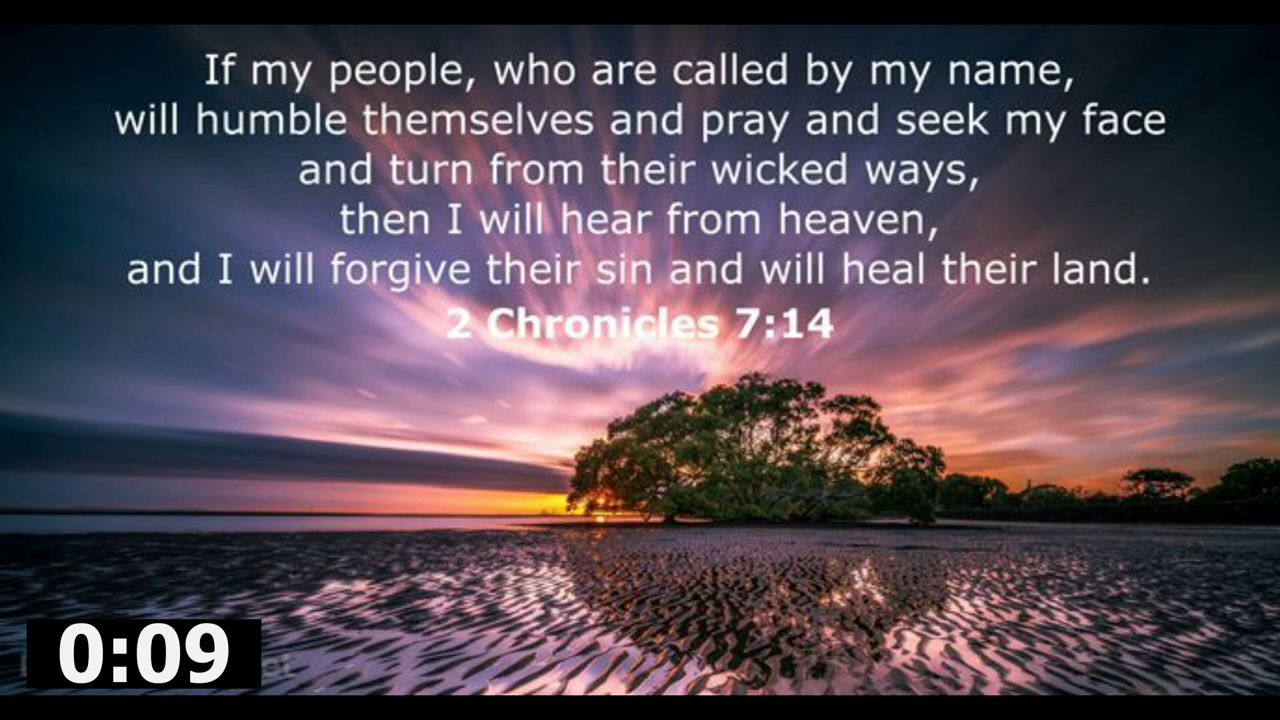 If my people, who are called by my name,
will humble themselves and pray and seek my face
and turn from their wicked ways,
then I will hear from heaven,
and I will forgive their sin and will heal their land.
2 Chronicles 7:14
0:09